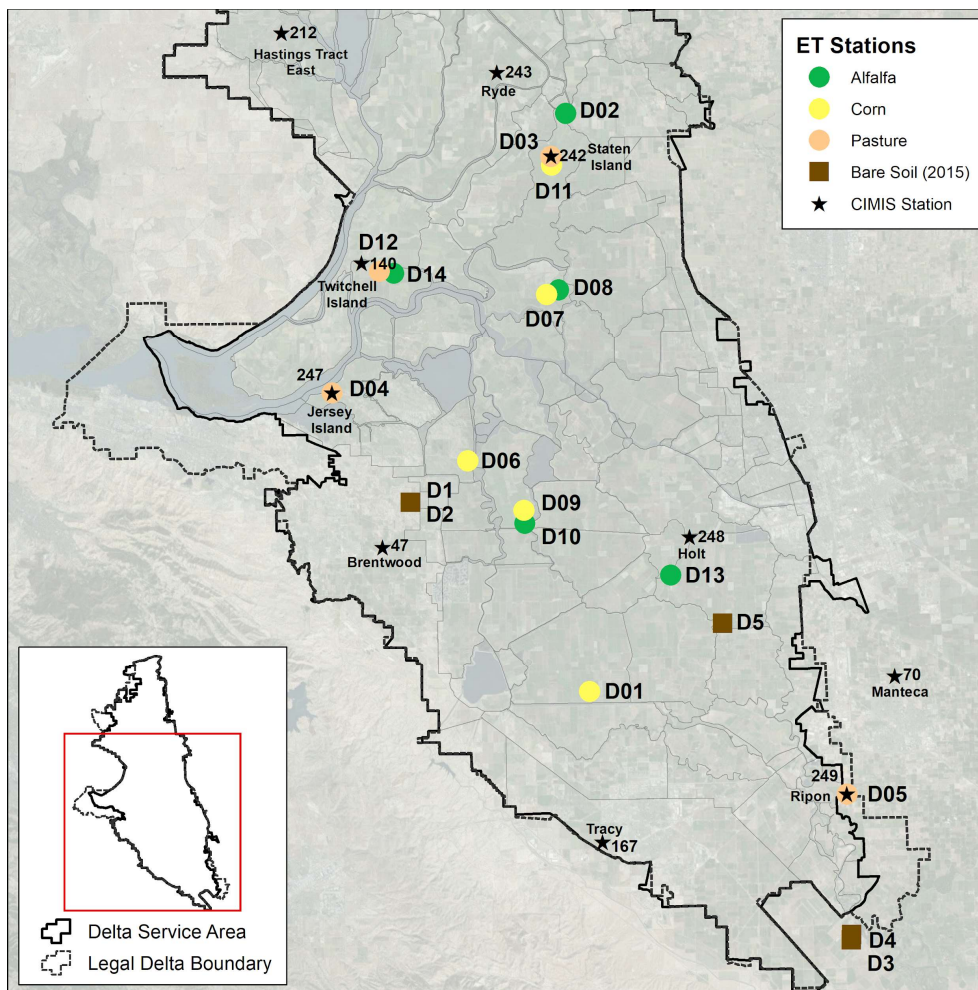 212
Hastings Tract
East
243
Ryde
D02
D03
242
Staten
Island
D11
D12
140
D14
Twitchell
Island
D08
D07
247
D04
Jersey
Island
D06
D1
D2
D09
D10
47
Brentwood
248
Holt
D13
D5
70
Manteca
D01
249
Ripon
D05
Tracy
167
D4
D3
ET Stations
Alfalfa
Corn
Pasture
Bare Soil (2015)
CIMIS Station
Delta Service Area
Legal Delta Boundary